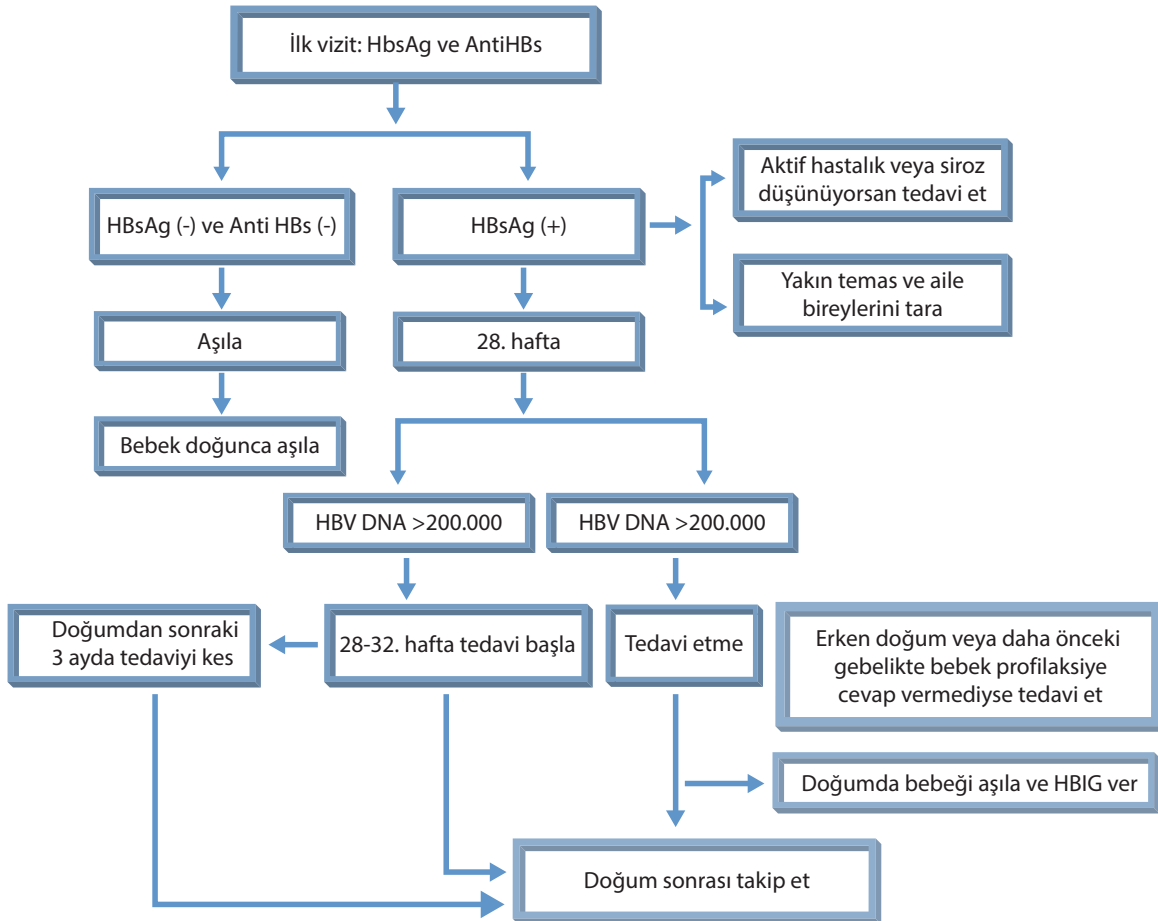 İlk vizit: HbsAg ve AntiHBs
HBsAg (-) ve Anti HBs (-)
HBsAg (+)
Aktif hastalık veya siroz
düşünüyorsan tedavi et
Yakın temas ve aile
bireylerini tara
Aşıla
28. hafta
Bebek doğunca aşıla
HBV DNA >200.000
HBV DNA >200.000
Doğumdan sonraki
3 ayda tedaviyi kes
28-32. hafta tedavi başla
Tedavi etme
Erken doğum veya daha önceki
gebelikte bebek profilaksiye
cevap vermediyse tedavi et
Doğumda bebeği aşıla ve HBIG ver
Doğum sonrası takip et